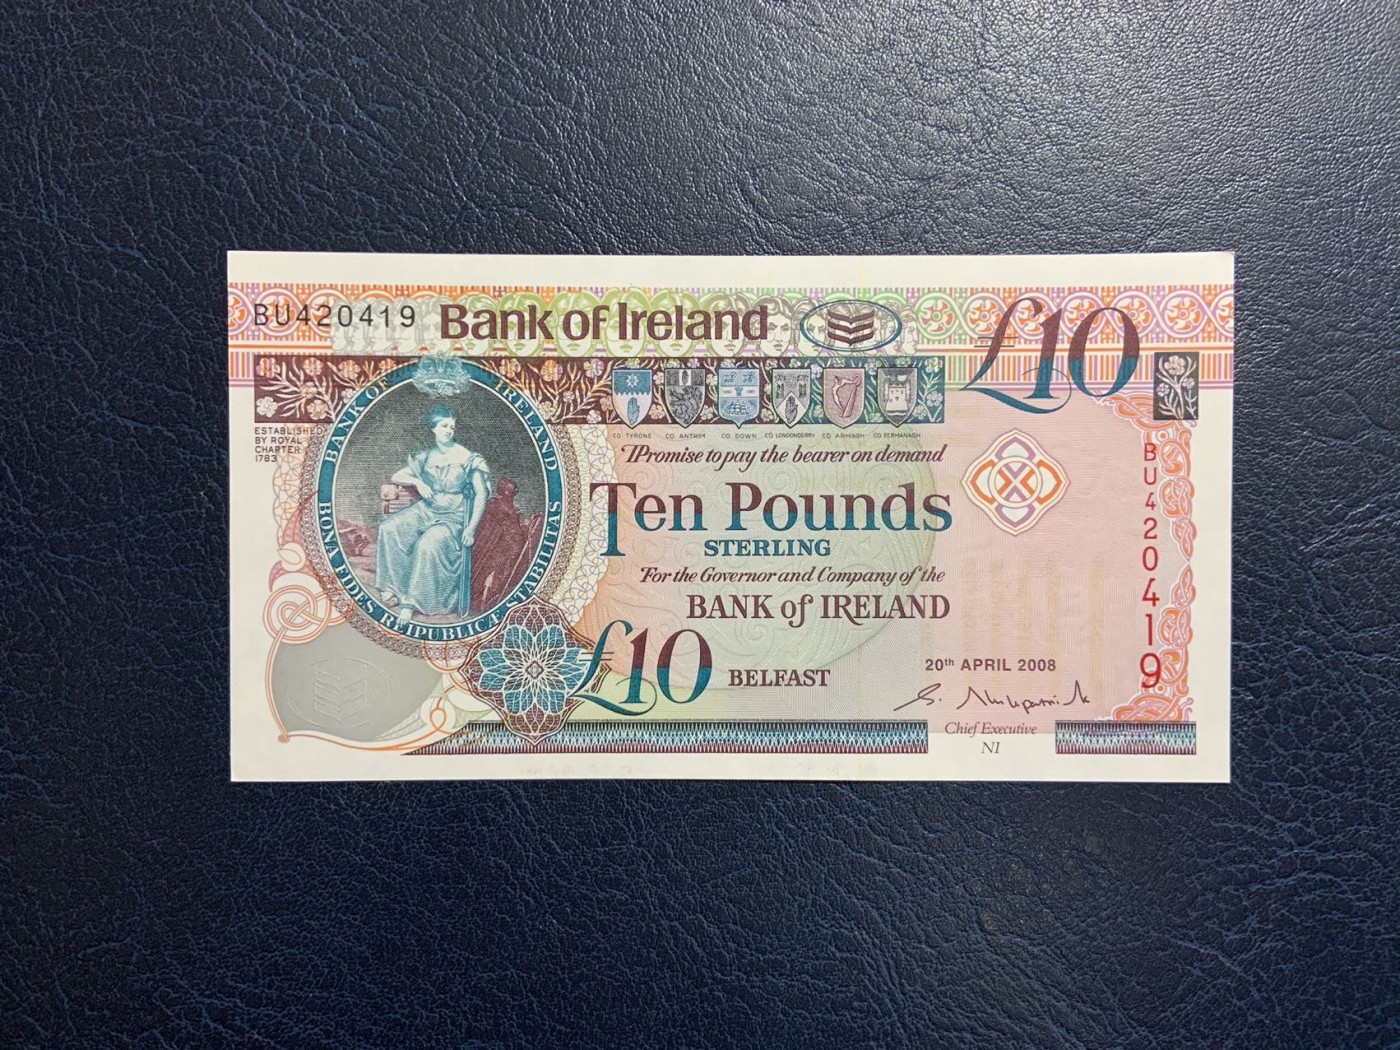 BU420419
Bank of Ireland
£10
ESTABLISHED
BY ROYAL
CHARTER
1783
BANK OF IRELAND
BONA FIDES REIPUBLICÆ STABILITAS
CO TYRONE CO ANTRIM CO DOWN CO LONDONDERRY CO ARMAGH CO FERMANAGH
I Promise to pay the bearer on demand
Ten Pounds
STERLING
For the Governor and Company of the
BANK of IRELAND
£10 BELFAST
20th APRIL 2008
Chief Executive
NI
BU420419